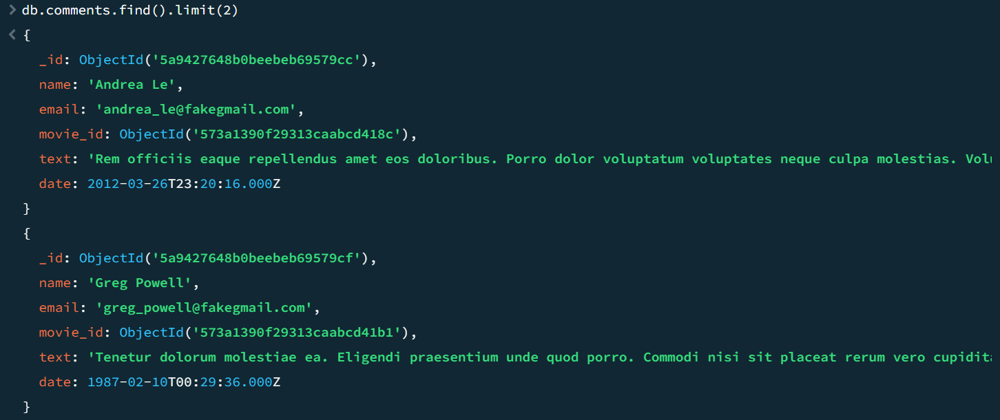 > db.comments.find().limit(2)
< {
_id: ObjectId('5a9427648b0beebeb69579cc'),
name: 'Andrea Le',
email: 'andrea_le@fakegmail.com',
movie_id: ObjectId('573a1390f29313caabcd418c'),
text: 'Rem officiis eaque repellendus amet eos doloribus. Porro dolor voluptatum voluptates neque culpa molestias.
date: 2012-03-26T23:20:16.000Z
}
{
_id: ObjectId('5a9427648b0beebeb69579cf'),
name: 'Greg Powell',
email: 'greg_powell@fakegmail.com',
movie_id: ObjectId('573a1390f29313caabcd41b1'),
text: 'Tenetur dolorum molestiae ea. Eligendi praesentium unde quod porro. Commodi nisi sit placeat rerum vero
date: 1987-02-10T00:29:36.000Z
}